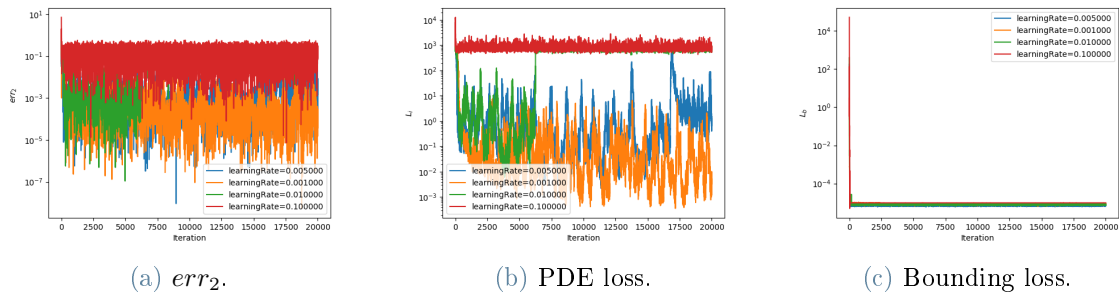 10¹
10⁻¹
10⁻³
10⁻⁵
10⁻⁷
err₂
learningRate=0.005000
learningRate=0.001000
learningRate=0.010000
learningRate=0.100000
0 2500 5000 7500 10000 12500 15000 17500 20000
Iteration
(a) err₂.
10⁴
10³
10²
10¹
10⁰
10⁻¹
10⁻²
10⁻³
learningRate=0.005000
learningRate=0.001000
learningRate=0.010000
learningRate=0.100000
0 2500 5000 7500 10000 12500 15000 17500 20000
Iteration
(b) PDE loss.
10⁴
10²
10⁰
10⁻²
10⁻⁴
L_b
learningRate=0.005000
learningRate=0.001000
learningRate=0.010000
learningRate=0.100000
0 2500 5000 7500 10000 12500 15000 17500 20000
Iteration
(c) Bounding loss.